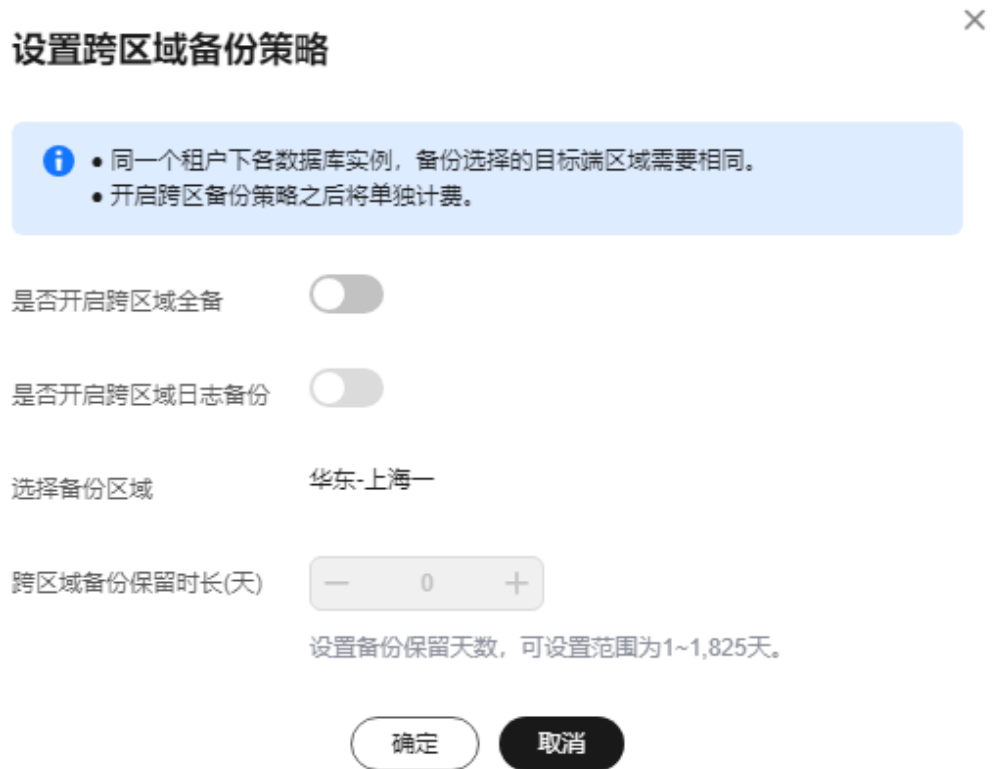 设置跨区域备份策略
● 同一个租户下各数据库实例，备份选择的目标端区域需要相同。
● 开启跨区备份策略之后将单独计费。
是否开启跨区域全备
是否开启跨区域日志备份
选择备份区域 华东-上海一
跨区域备份保留时长(天) 0
设置备份保留天数，可设置范围为1~1,825天。
确定 取消